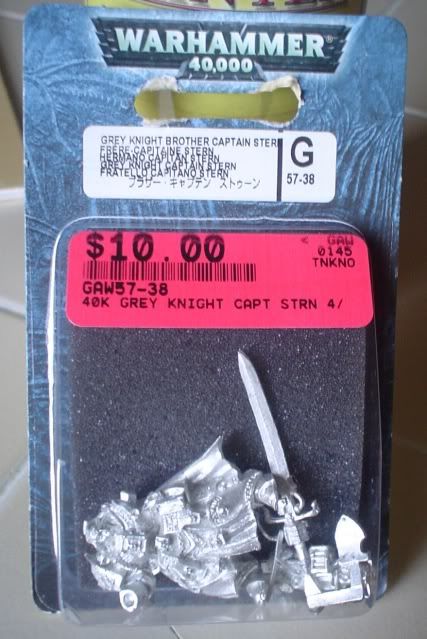 WARHAMMER
40,000
GREY KNIGHT BROTHER CAPTAIN STER
FRÈRE-CAPITAINE STERN
HERMANO CAPITAN STERN
GREY KNIGHT CAPTAIN STERN
FRATELLO CAPITANO STERN
ブラザー・キャプテン ストゥーン
G
57-38
$10.00
< GAW
0145
TNKNO
GAW57-38
40K GREY KNIGHT CAPT STRN 4/